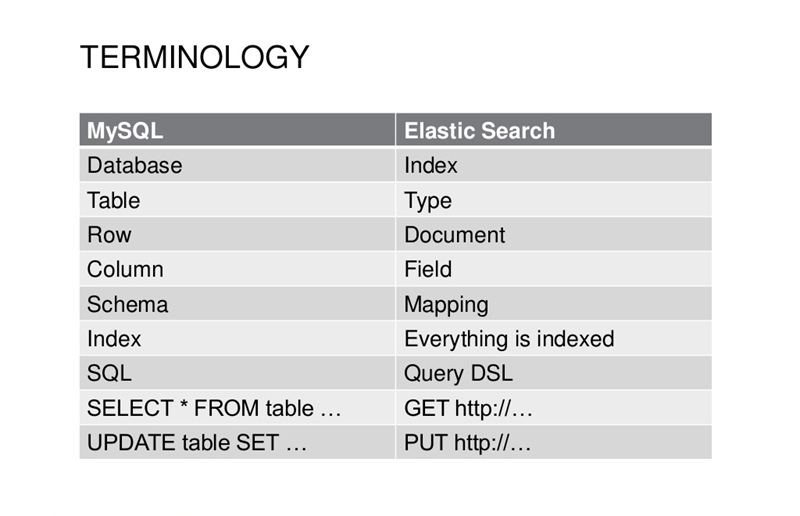 TERMINOLOGY
MySQL Elastic Search
Database Index
Table Type
Row Document
Column Field
Schema Mapping
Index Everything is indexed
SQL Query DSL
SELECT * FROM table … GET http://…
UPDATE table SET … PUT http://…